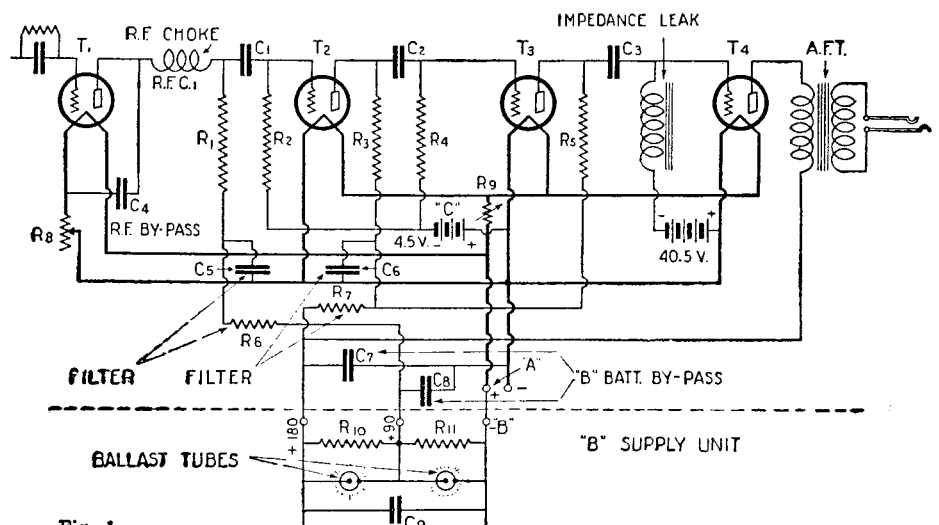 IMPEDANCE LEAK
T1
R.F. CHOKE
R.F.C.1
C1
T2
C2
T3
C3
T4
A.F.T.
R1
R2
R3
R4
R5
R9
C4
"C"
- +
R8
R.F. BY-PASS
4.5 V. - +
40.5 V.
C5
C6
R7
R6
C7
FILTER
FILTER
C8
"A"
+ -
"B" BATT. BY-PASS
+180
+90
-"B"
R10
R11
"B" SUPPLY UNIT
BALLAST TUBES
C9
Fig. 1